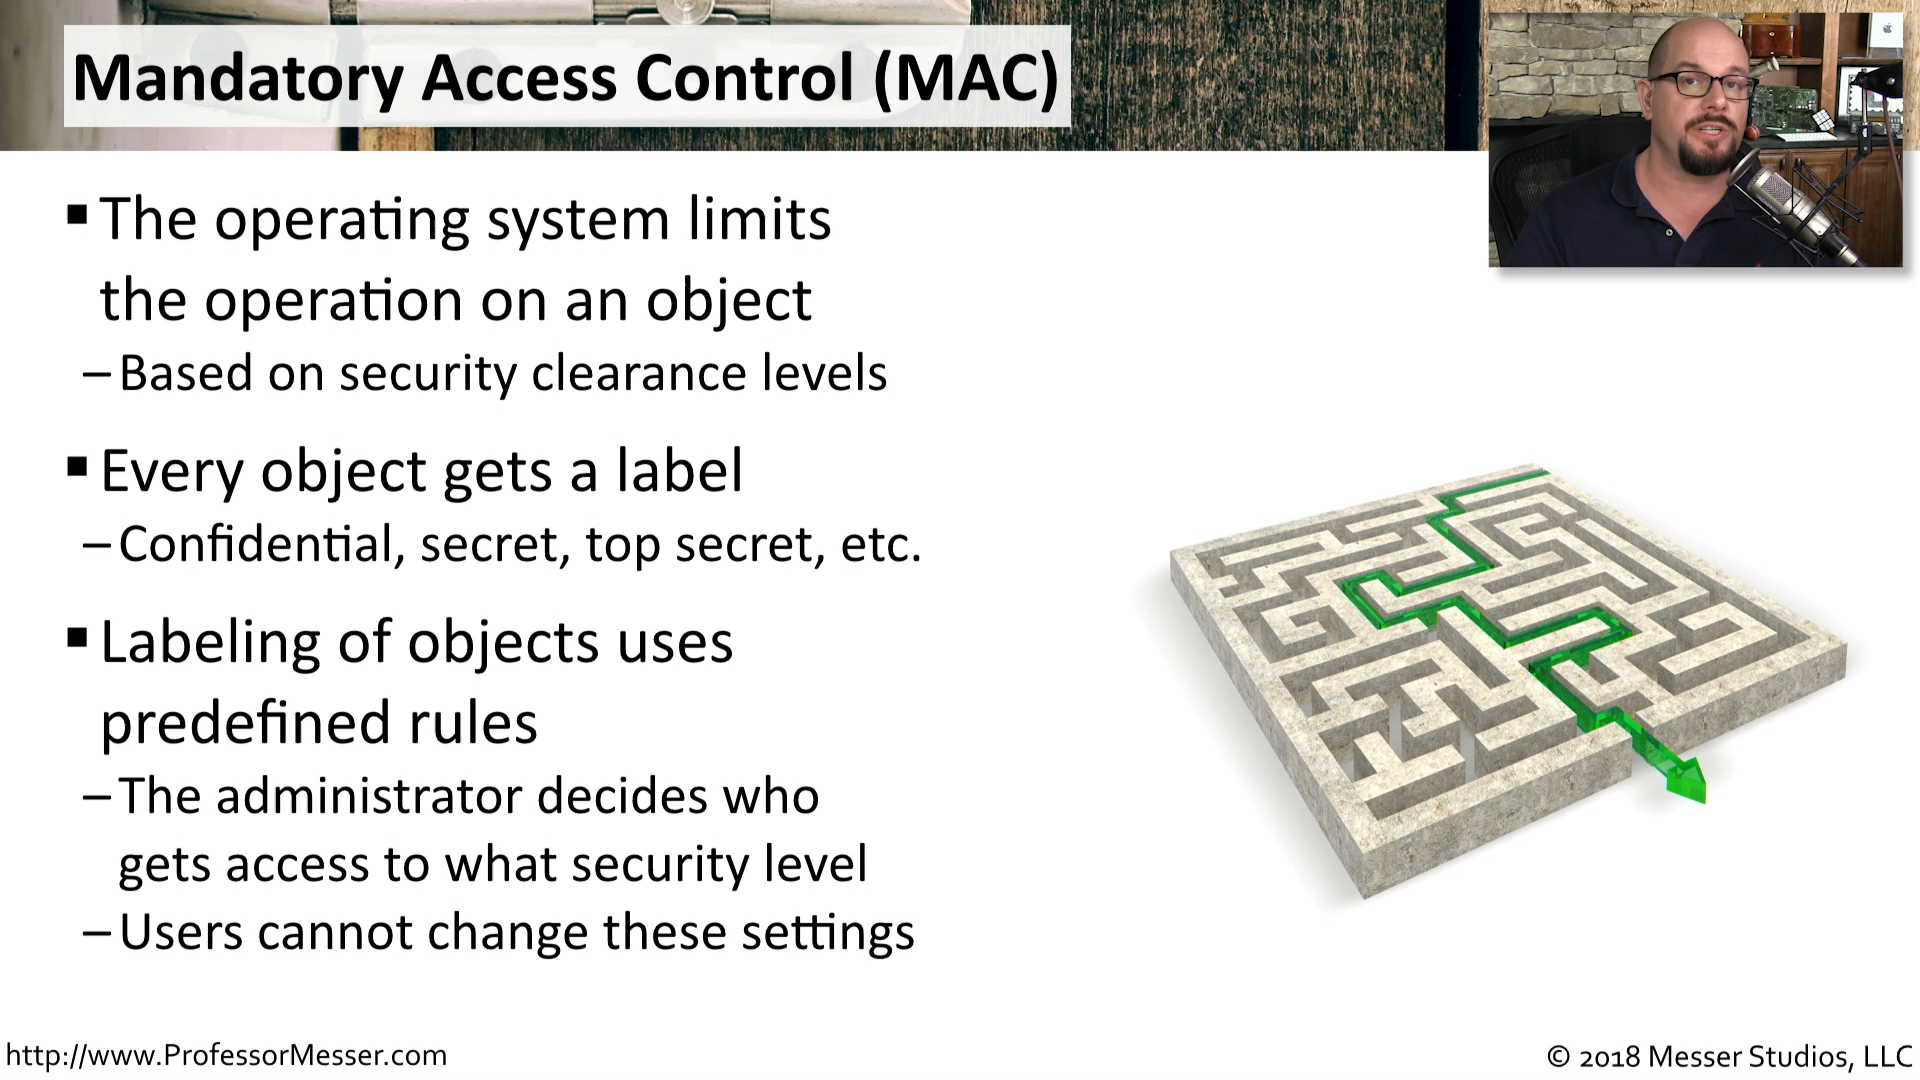 Mandatory Access Control (MAC)
▪ The operating system limits
the operation on an object
– Based on security clearance levels
▪ Every object gets a label
– Confidential, secret, top secret, etc.
▪ Labeling of objects uses
predefined rules
– The administrator decides who
gets access to what security level
– Users cannot change these settings
http://www.ProfessorMesser.com
© 2018 Messer Studios, LLC